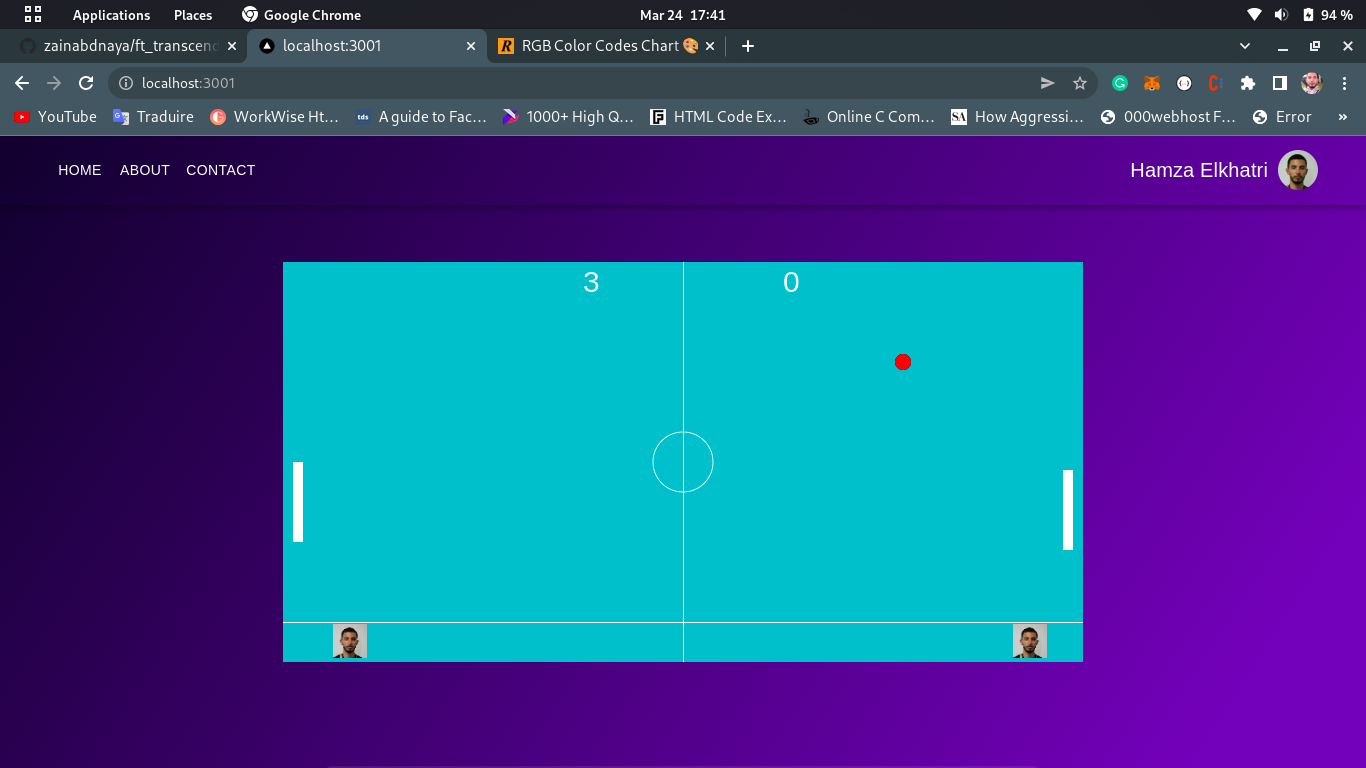 Applications Places Google Chrome Mar 24 17:41 94 %
zainabdnaya/ft_transcend localhost:3001 RGB Color Codes Chart
localhost:3001
YouTube Traduire WorkWise Ht… A guide to Fac… 1000+ High Q… HTML Code Ex… Online C Com… How Aggressi… 000webhost F… Error »
HOME ABOUT CONTACT Hamza Elkhatri
3 0